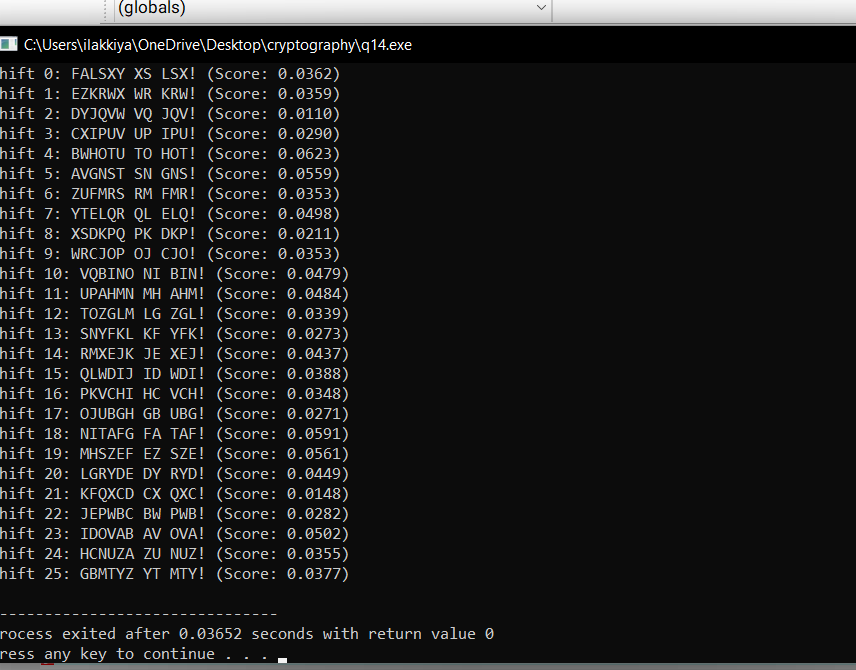 (globals)
C:\Users\ilakkiya\OneDrive\Desktop\cryptography\q14.exe
hift 0: FALSXY XS LSX! (Score: 0.0362)
hift 1: EZKRWX WR KRW! (Score: 0.0359)
hift 2: DYJQVW VQ JQV! (Score: 0.0110)
hift 3: CXIPUV UP IPU! (Score: 0.0290)
hift 4: BWHOTU TO HOT! (Score: 0.0623)
hift 5: AVGNST SN GNS! (Score: 0.0559)
hift 6: ZUFMRS RM FMR! (Score: 0.0353)
hift 7: YTELQR QL ELQ! (Score: 0.0498)
hift 8: XSDKPQ PK DKP! (Score: 0.0211)
hift 9: WRCJOP OJ CJO! (Score: 0.0353)
hift 10: VQBINO NI BIN! (Score: 0.0479)
hift 11: UPAHMN MH AHM! (Score: 0.0484)
hift 12: TOZGLM LG ZGL! (Score: 0.0339)
hift 13: SNYFKL KF YFK! (Score: 0.0273)
hift 14: RMXEJK JE XEJ! (Score: 0.0437)
hift 15: QLWDIJ ID WDI! (Score: 0.0388)
hift 16: PKVCHI HC VCH! (Score: 0.0348)
hift 17: OJUBGH GB UBG! (Score: 0.0271)
hift 18: NITAFG FA TAF! (Score: 0.0591)
hift 19: MHSZEF EZ SZE! (Score: 0.0561)
hift 20: LGRYDE DY RYD! (Score: 0.0449)
hift 21: KFQXCD CX QXC! (Score: 0.0148)
hift 22: JEPWBC BW PWB! (Score: 0.0282)
hift 23: IDOVAB AV OVA! (Score: 0.0502)
hift 24: HCNUZA ZU NUZ! (Score: 0.0355)
hift 25: GBMTYZ YT MTY! (Score: 0.0377)
-------------------------------
rocess exited after 0.03652 seconds with return value 0
ress any key to continue . . .